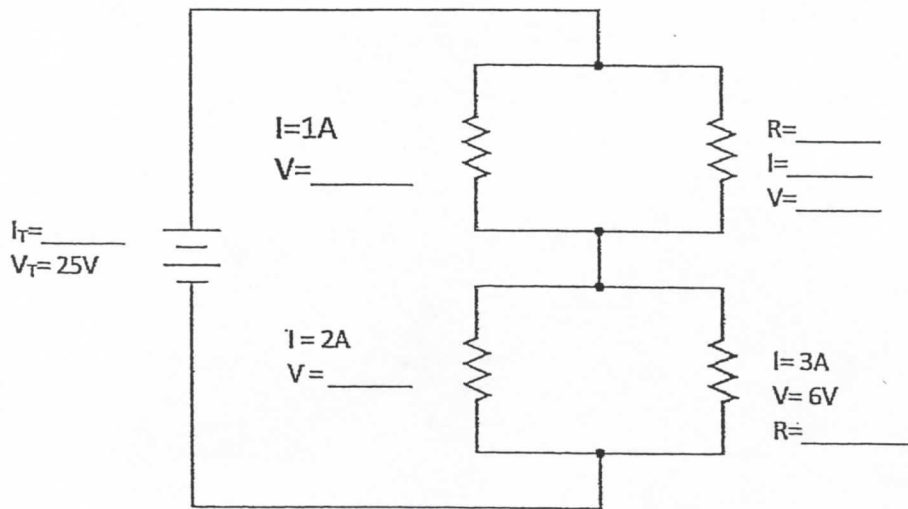 I=1A
V=______
R=______
I=______
V=______
I_T=______
V_T= 25V
I = 2A
V = ______
I= 3A
V= 6V
R=______